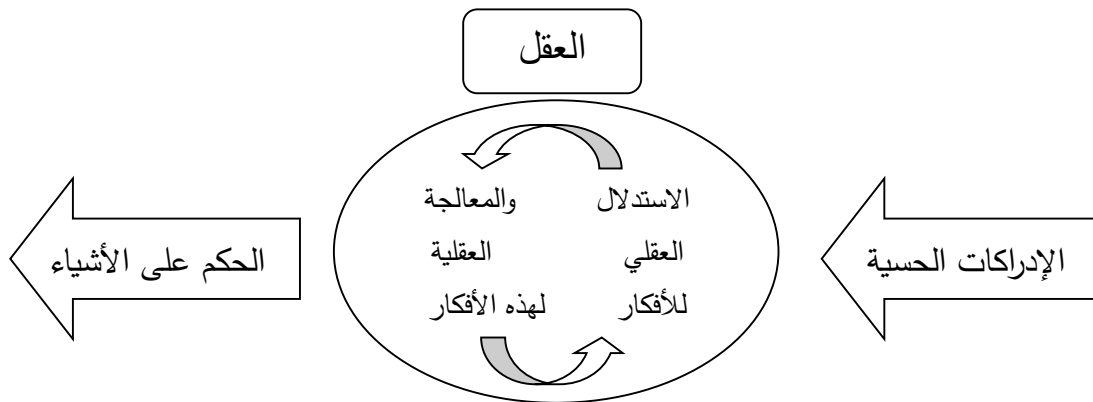 العقل
الإدراكات الحسية
الاستدلال والمعالجة
العقلي العقلية
للأفكار لهذه الأفكار
الحكم على الأشياء